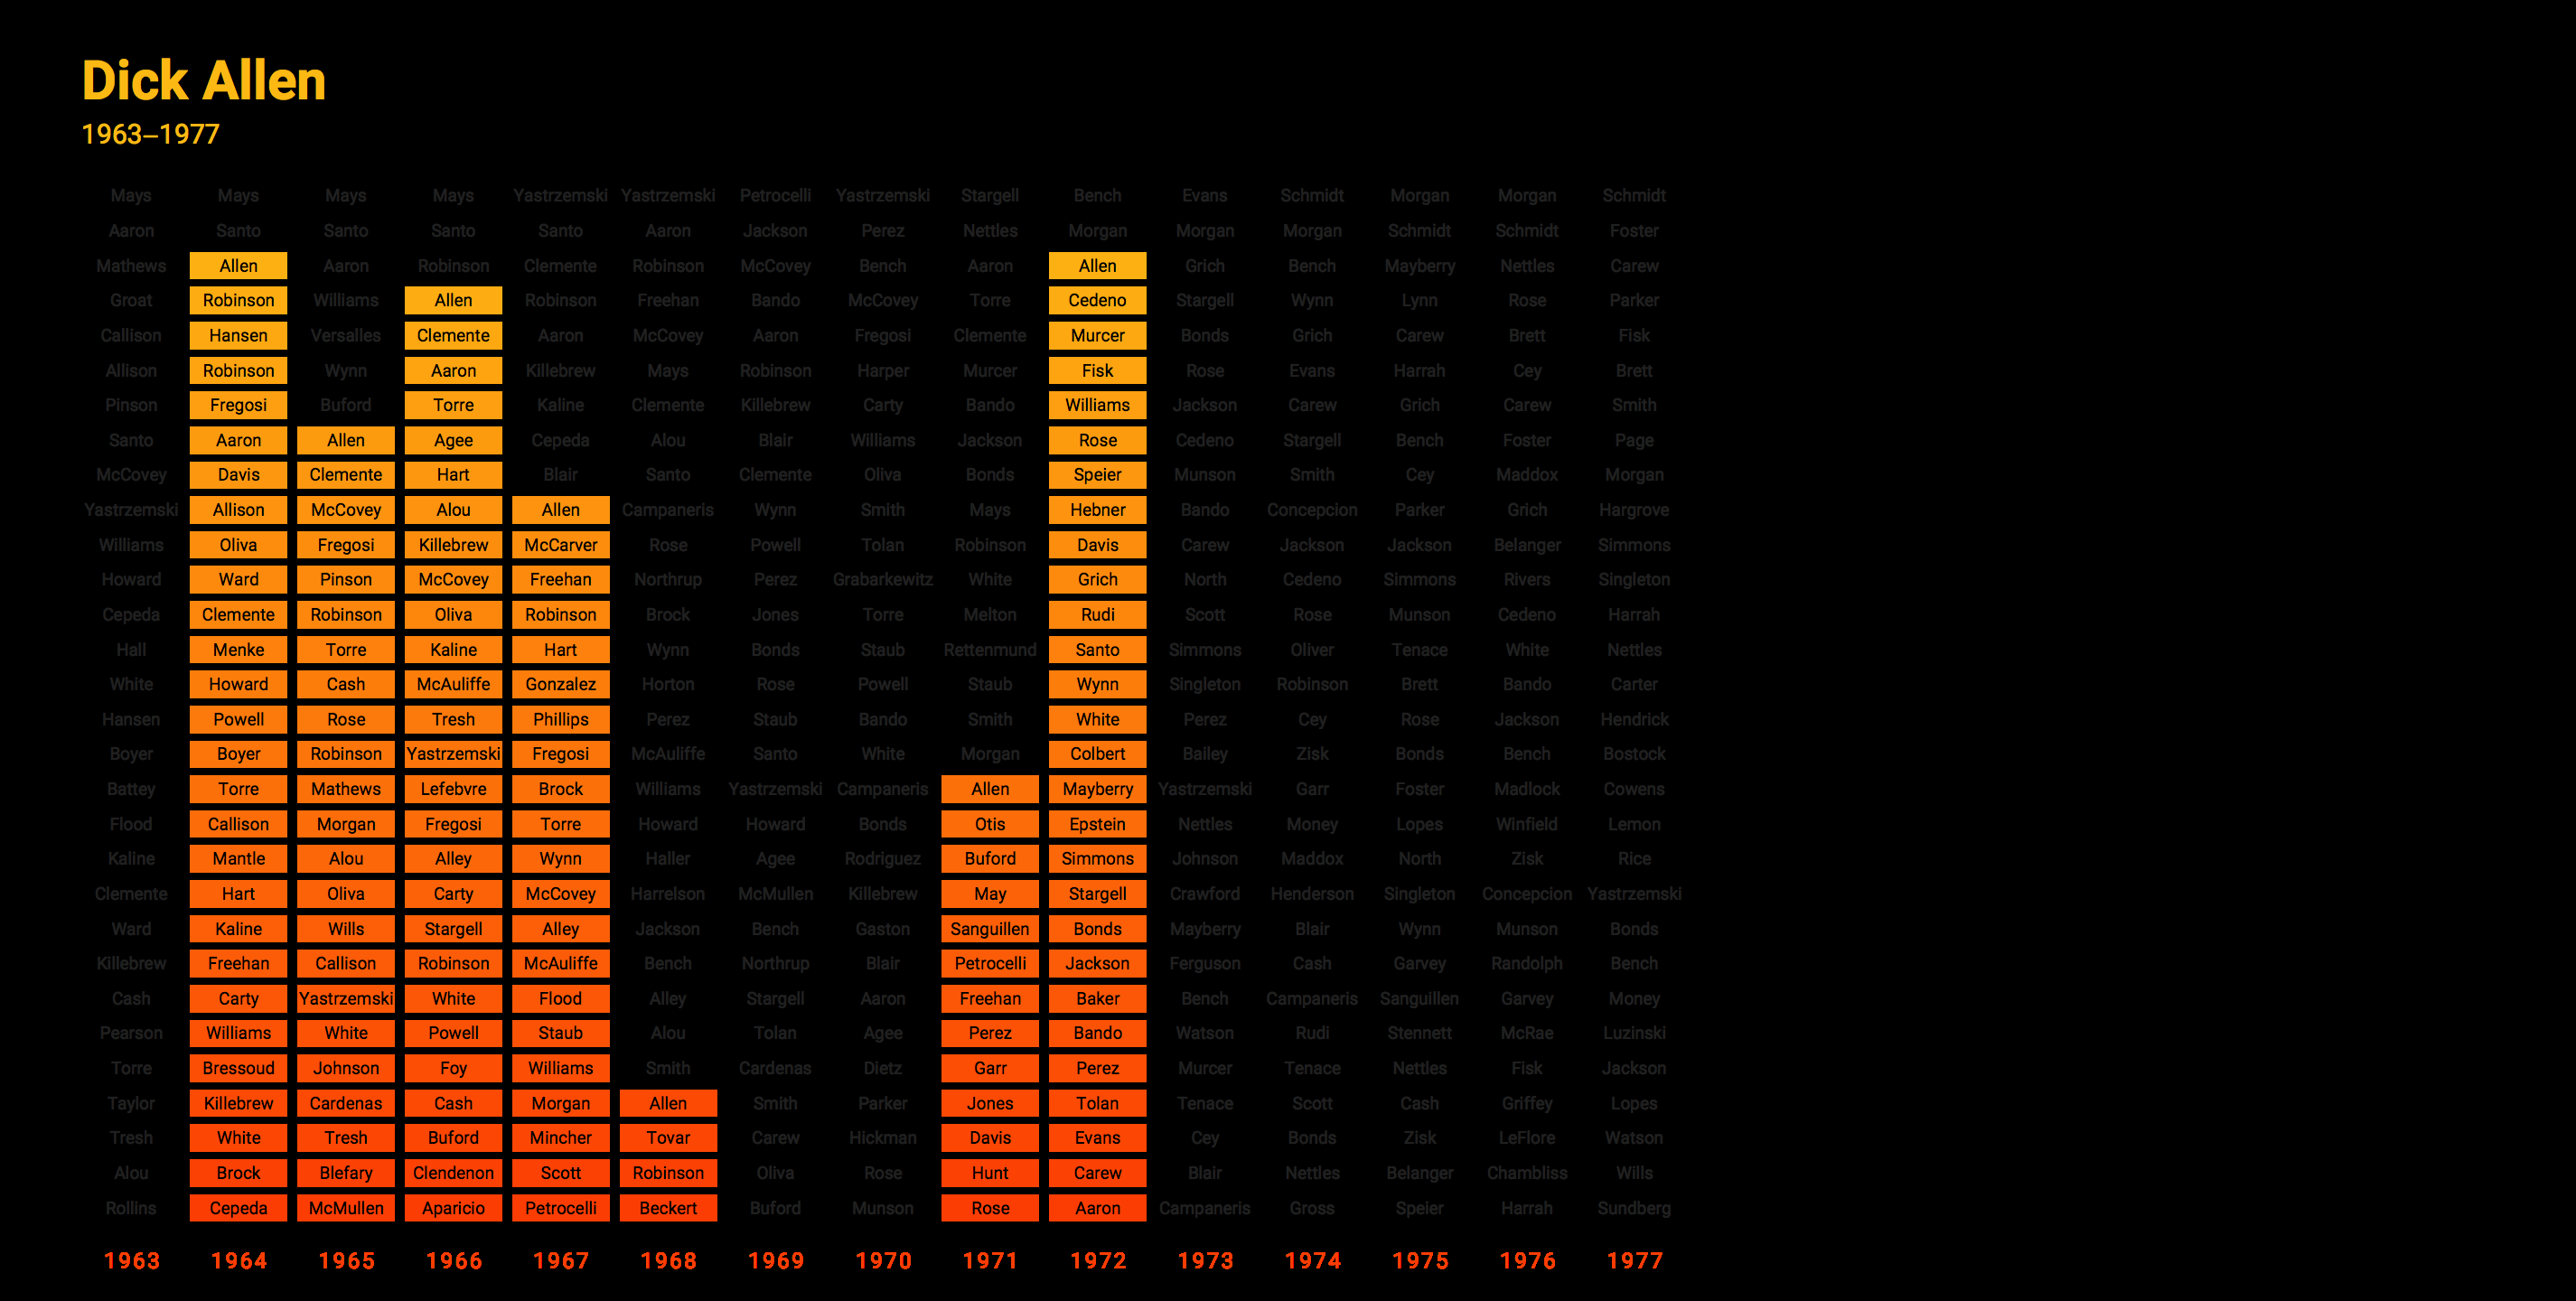 Dick Allen
1963–1977
Mays Mays Mays Mays Yastrzemski Yastrzemski Petrocelli Yastrzemski Stargell Bench Evans Schmidt Morgan Morgan Schmidt
Aaron Santo Santo Santo Santo Aaron Jackson Perez Nettles Morgan Morgan Morgan Schmidt Schmidt Foster
Mathews Allen Aaron Robinson Clemente Robinson McCovey Bench Aaron Allen Grich Bench Mayberry Nettles Carew
Groat Robinson Williams Allen Robinson Freehan Bando McCovey Torre Cedeno Stargell Wynn Lynn Rose Parker
Callison Hansen Versalles Clemente Aaron McCovey Aaron Fregosi Clemente Murcer Bonds Grich Carew Brett Fisk
Allison Robinson Wynn Aaron Killebrew Mays Robinson Harper Murcer Fisk Rose Evans Harrah Cey Brett
Pinson Fregosi Buford Torre Kaline Clemente Killebrew Carty Bando Williams Jackson Carew Grich Carew Smith
Santo Aaron Allen Agee Cepeda Alou Blair Williams Jackson Rose Cedeno Stargell Bench Foster Page
McCovey Davis Clemente Hart Blair Santo Clemente Oliva Bonds Speier Munson Smith Cey Maddox Morgan
Yastrzemski Allison McCovey Alou Allen Campaneris Wynn Smith Mays Hebner Bando Concepcion Parker Grich Hargrove
Williams Oliva Fregosi Killebrew McCarver Rose Powell Tolan Robinson Davis Carew Jackson Jackson Belanger Simmons
Howard Ward Pinson McCovey Freehan Northrup Perez Grabarkewitz White Grich North Cedeno Simmons Rivers Singleton
Cepeda Clemente Robinson Oliva Robinson Brock Jones Torre Melton Rudi Scott Rose Munson Cedeno Harrah
Hall Menke Torre Kaline Hart Wynn Bonds Staub Rettenmund Santo Simmons Oliver Tenace White Nettles
White Howard Cash McAuliffe Gonzalez Horton Rose Powell Staub Wynn Singleton Robinson Brett Bando Carter
Hansen Powell Rose Tresh Phillips Perez Staub Bando Smith White Perez Cey Rose Jackson Hendrick
Boyer Boyer Robinson Yastrzemski Fregosi McAuliffe Santo White Morgan Colbert Bailey Zisk Bonds Bench Bostock
Battey Torre Mathews Lefebvre Brock Williams Yastrzemski Campaneris Allen Mayberry Yastrzemski Garr Foster Madlock Cowens
Flood Callison Morgan Fregosi Torre Howard Howard Bonds Otis Epstein Nettles Money Lopes Winfield Lemon
Kaline Mantle Alou Alley Wynn Haller Agee Rodriguez Buford Simmons Johnson Maddox North Zisk Rice
Clemente Hart Oliva Carty McCovey Harrelson McMullen Killebrew May Stargell Crawford Henderson Singleton Concepcion Yastrzemski
Ward Kaline Wills Stargell Alley Jackson Bench Gaston Sanguillen Bonds Mayberry Blair Wynn Munson Bonds
Killebrew Freehan Callison Robinson McAuliffe Bench Northrup Blair Petrocelli Jackson Ferguson Cash Garvey Randolph Bench
Cash Carty Yastrzemski White Flood Alley Stargell Aaron Freehan Baker Bench Campaneris Sanguillen Garvey Money
Pearson Williams White Powell Staub Alou Tolan Agee Perez Bando Watson Rudi Stennett McRae Luzinski
Torre Bressoud Johnson Foy Williams Smith Cardenas Dietz Garr Perez Murcer Tenace Nettles Fisk Jackson
Taylor Killebrew Cardenas Cash Morgan Allen Smith Parker Jones Tolan Tenace Scott Cash Griffey Lopes
Tresh White Tresh Buford Mincher Tovar Carew Hickman Davis Evans Cey Bonds Zisk LeFlore Watson
Alou Brock Blefary Clendenon Scott Robinson Oliva Rose Hunt Carew Blair Nettles Belanger Chambliss Wills
Rollins Cepeda McMullen Aparicio Petrocelli Beckert Buford Munson Rose Aaron Campaneris Gross Speier Harrah Sundberg
1963 1964 1965 1966 1967 1968 1969 1970 1971 1972 1973 1974 1975 1976 1977